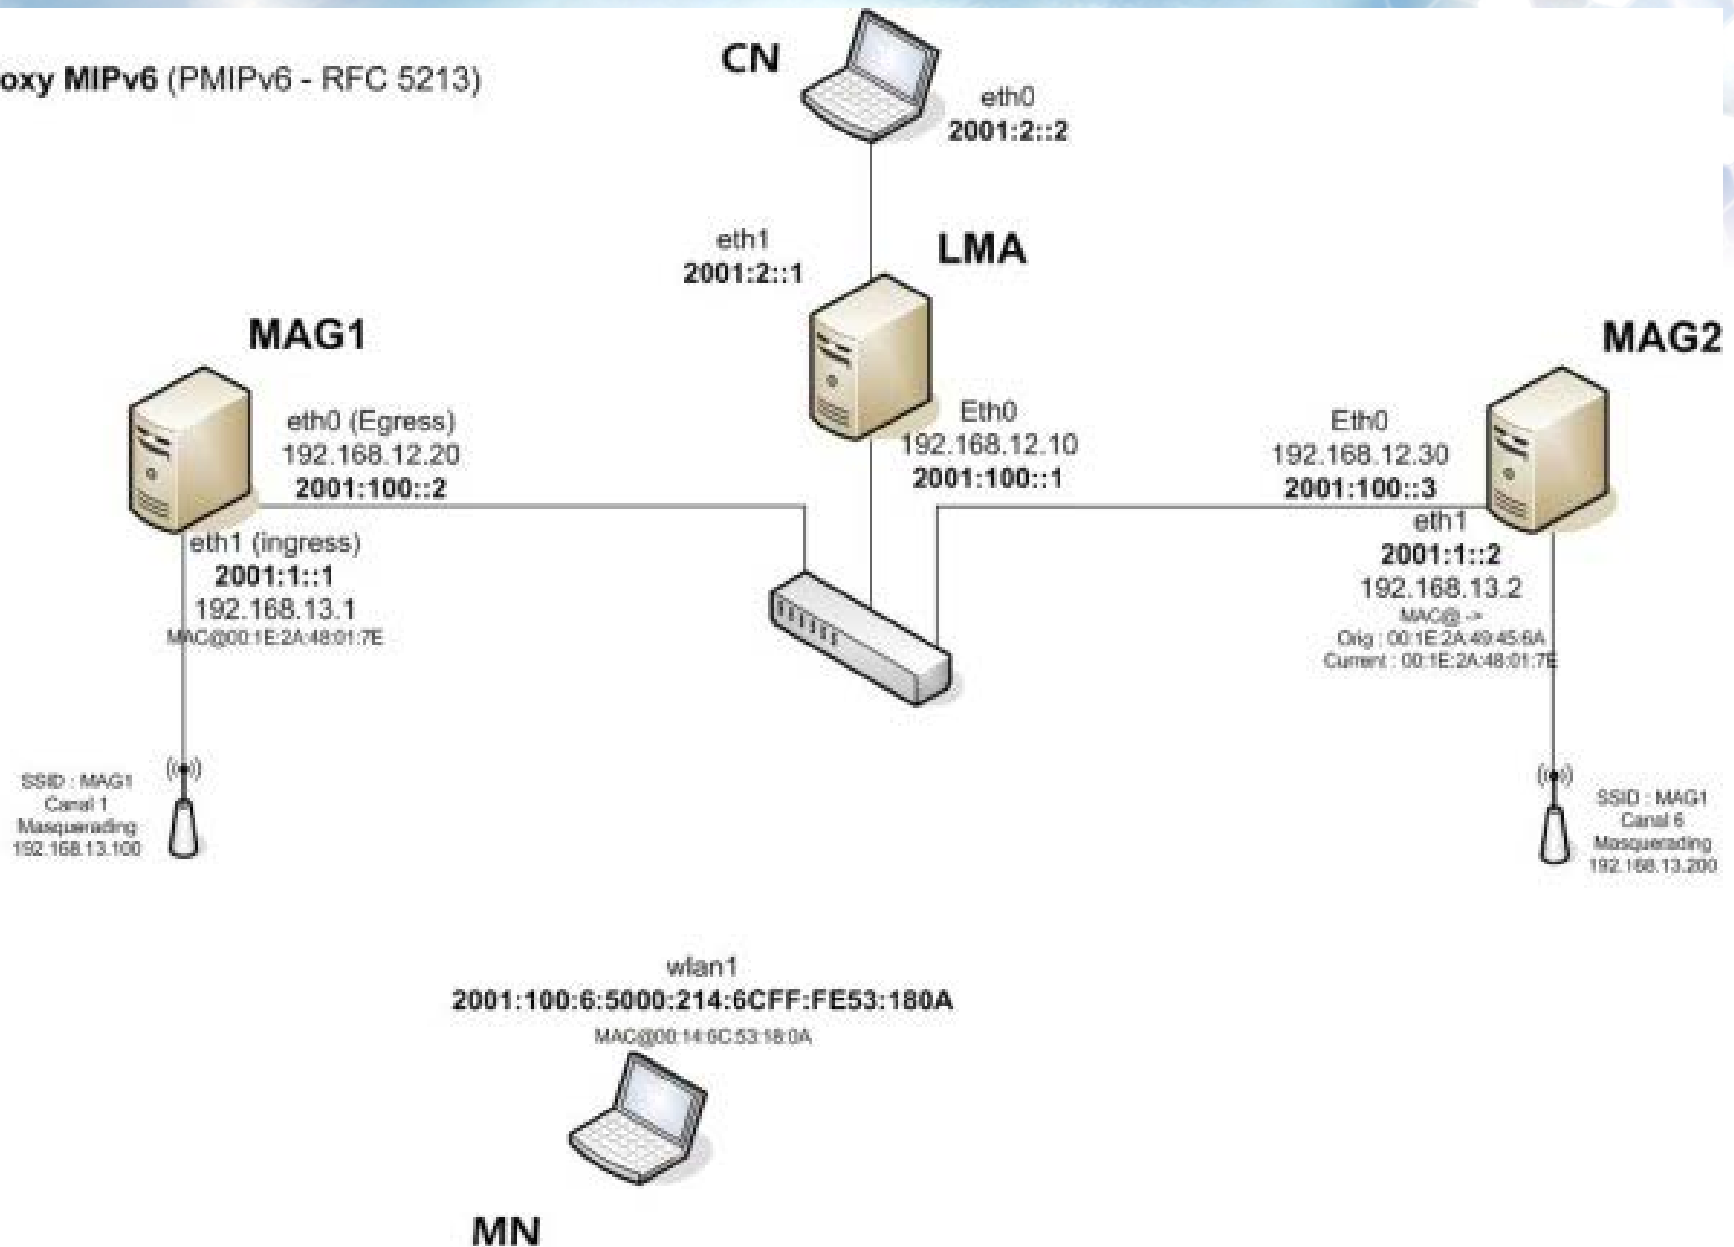 oxy MIPv6 (PMIPv6 - RFC 5213)
CN
eth0
2001:2::2
eth1
2001:2::1
LMA
MAG1
MAG2
eth0 (Egress)
192.168.12.20
2001:100::2
Eth0
192.168.12.10
2001:100::1
Eth0
192.168.12.30
2001:100::3
eth1 (ingress)
2001:1::1
192.168.13.1
MAC@00:1E:2A:48:01:7E
eth1
2001:1::2
192.168.13.2
MAC@ ->
Orig : 00:1E:2A:49:45:6A
Current : 00:1E:2A:48:01:7E
SSID : MAG1
Canal 1
Masquerading
192.168.13.100
SSID : MAG1
Canal 6
Masquerading
192.168.13.200
wlan1
2001:100:6:5000:214:6CFF:FE53:180A
MAC@00:14:6C:53:18:0A
MN